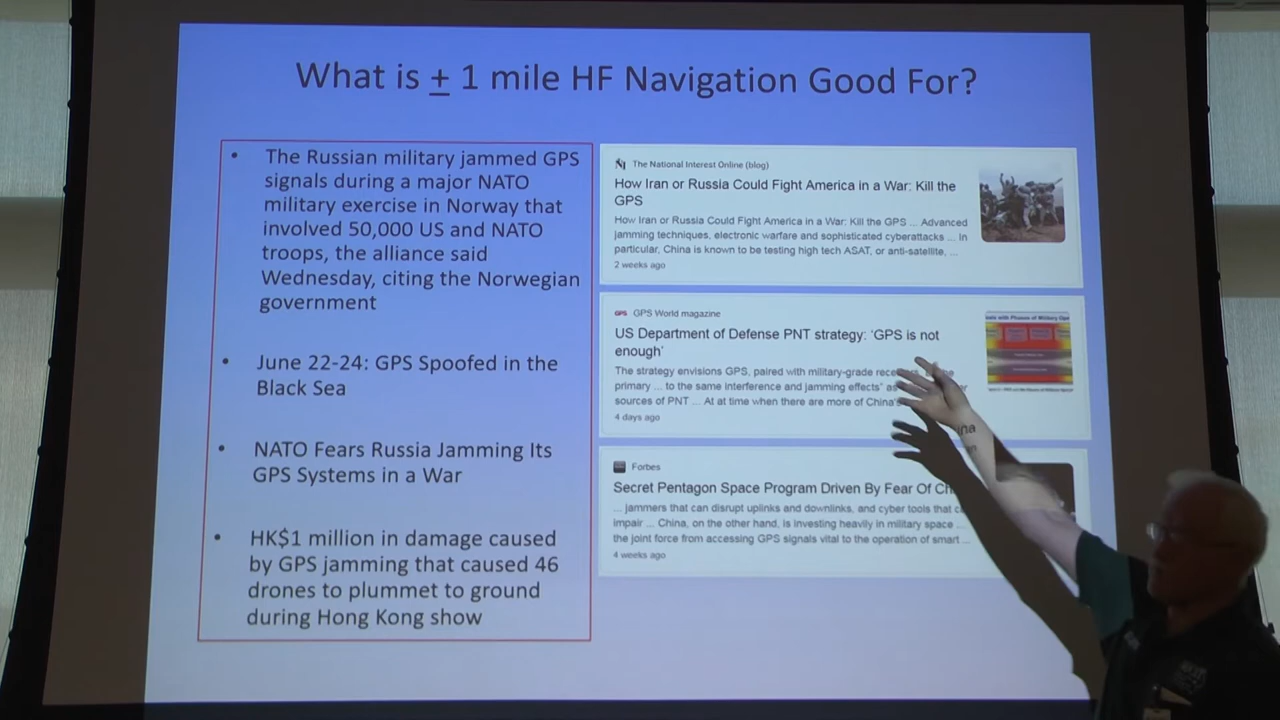 What is ± 1 mile HF Navigation Good For?
• The Russian military jammed GPS
signals during a major NATO
military exercise in Norway that
involved 50,000 US and NATO
troops, the alliance said
Wednesday, citing the Norwegian
government
• June 22-24: GPS Spoofed in the
Black Sea
• NATO Fears Russia Jamming Its
GPS Systems in a War
• HK$1 million in damage caused
by GPS jamming that caused 46
drones to plummet to ground
during Hong Kong show
The National Interest Online (blog)
How Iran or Russia Could Fight America in a War: Kill the
GPS
How Iran or Russia Could Fight America in a War: Kill the GPS ... Advanced
jamming techniques, electronic warfare and sophisticated cyberattacks ... In
particular, China is known to be testing high tech ASAT, or anti-satellite, ...
2 weeks ago
GPS GPS World magazine
US Department of Defense PNT strategy: 'GPS is not
enough'
The strategy envisions GPS, paired with military-grade
primary ... to the same interference and jamming effects" as
sources of PNT ... At at time when there are more of China's
4 days ago
Forbes
Secret Pentagon Space Program Driven By Fear Of
... jammers that can disrupt uplinks and downlinks, and cyber tools that
impair ... China, on the other hand, is investing heavily in military space ...
the joint force from accessing GPS signals vital to the operation of smart ...
4 weeks ago